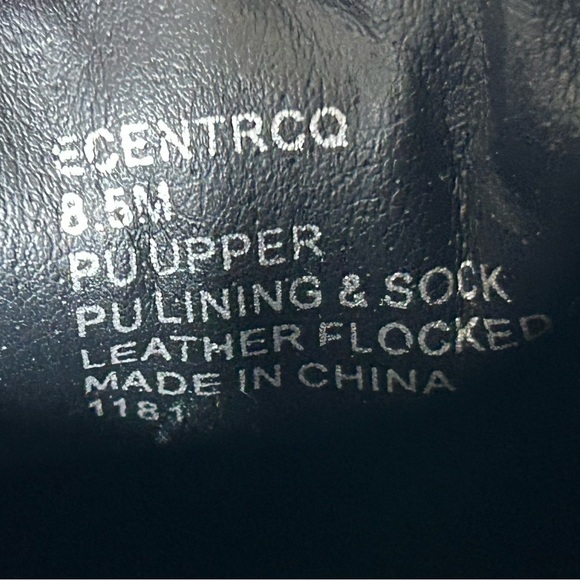 ECENTRCQ
8.5M
PU UPPER
PU LINING & SOCK
LEATHER FLOCKED
MADE IN CHINA
1181